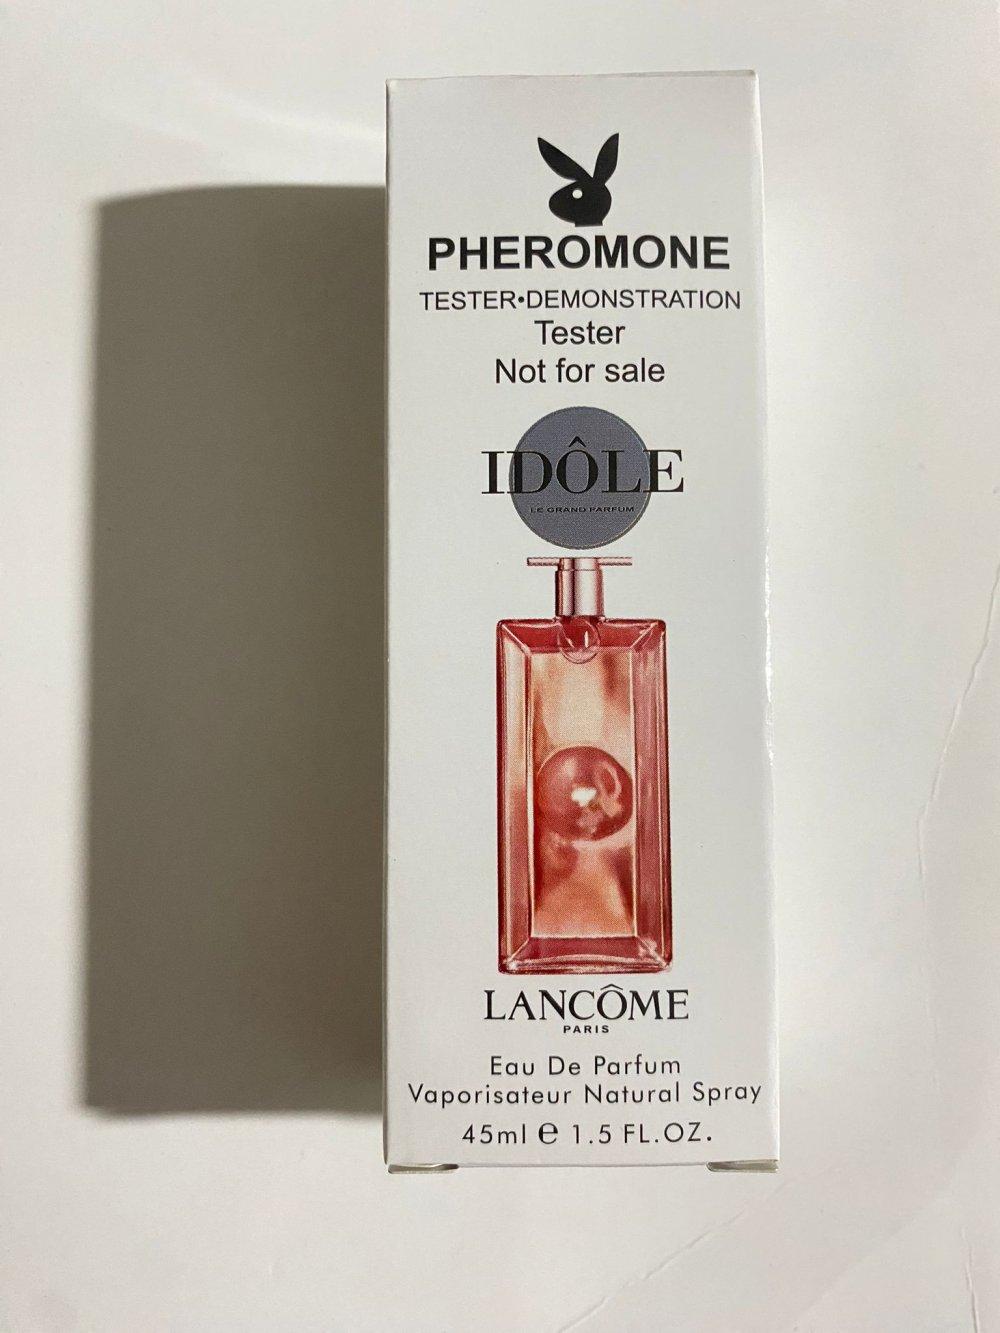 PHEROMONE
TESTER•DEMONSTRATION
Tester
Not for sale
IDÔLE
LE GRAND PARFUM
LANCÔME
PARIS
Eau De Parfum
Vaporisateur Natural Spray
45ml ℮ 1.5 FL.OZ.